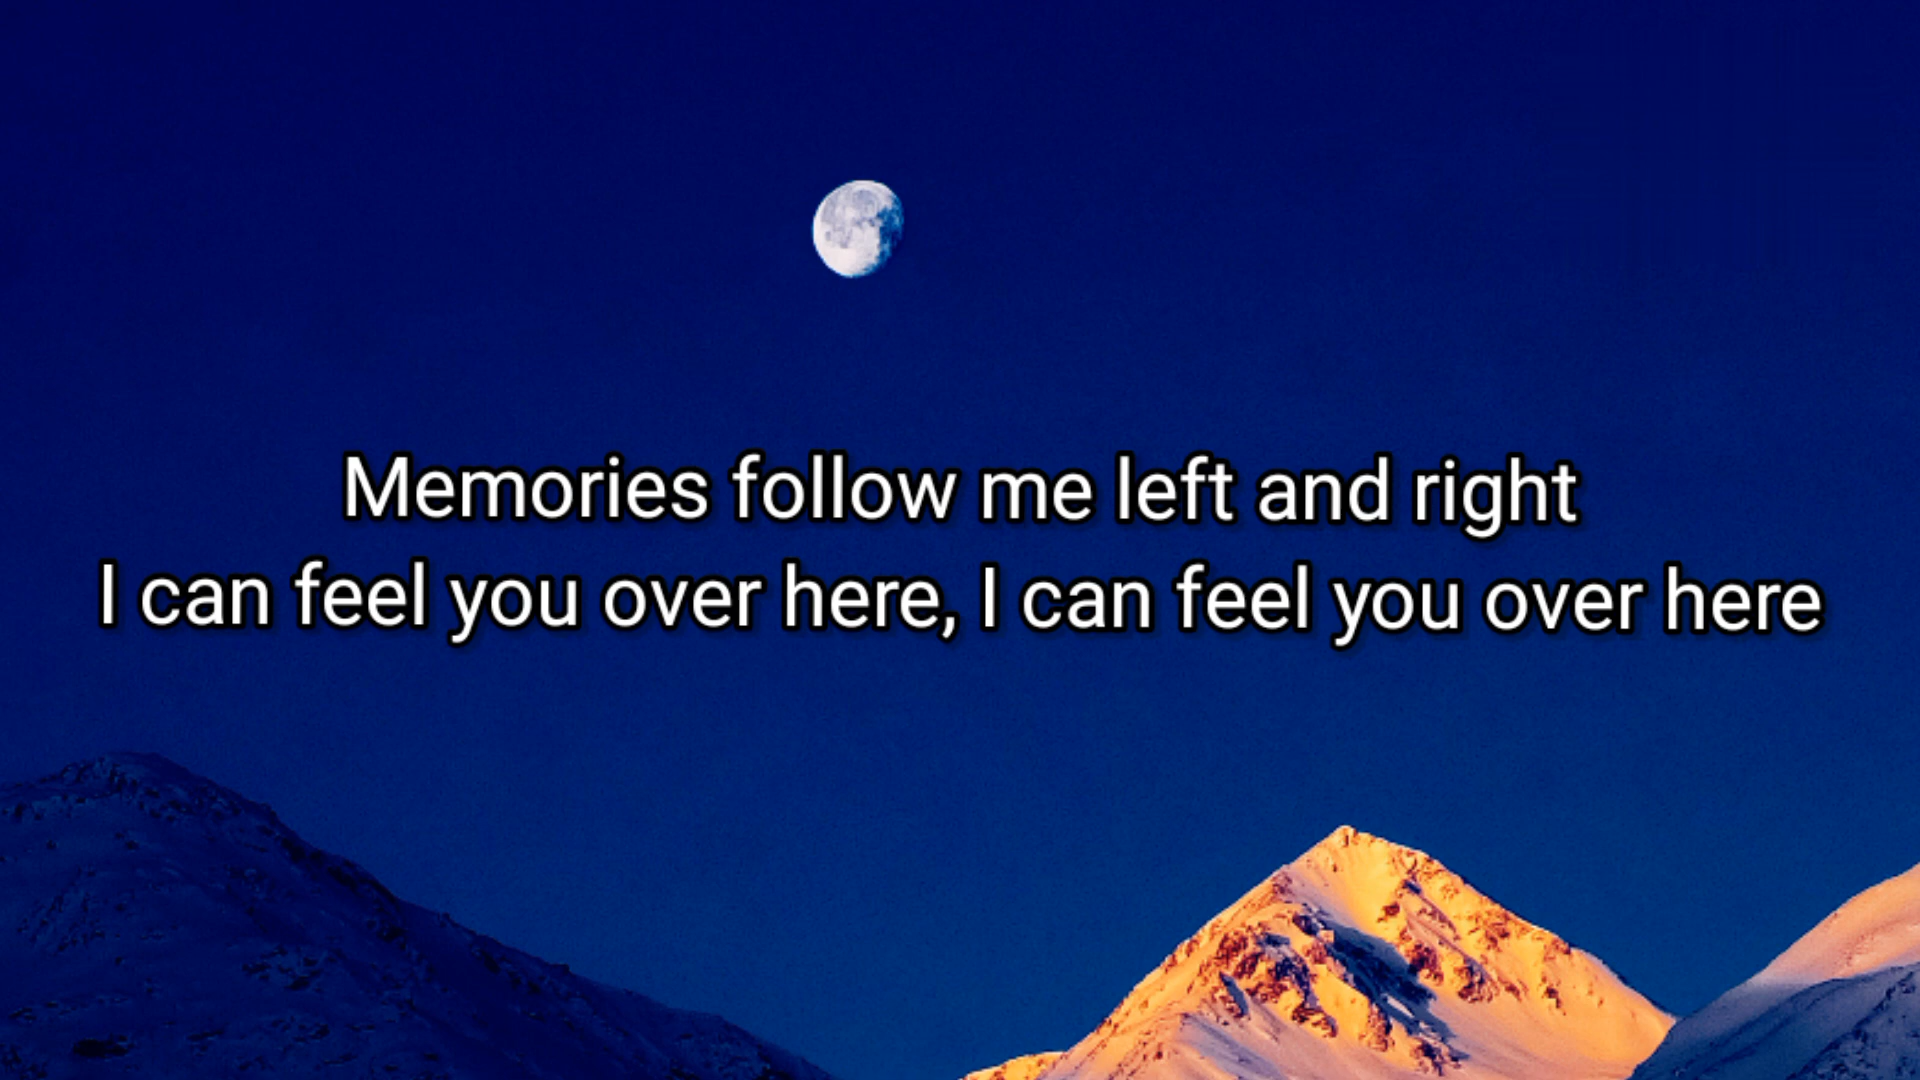 Memories follow me left and right
I can feel you over here, I can feel you over here